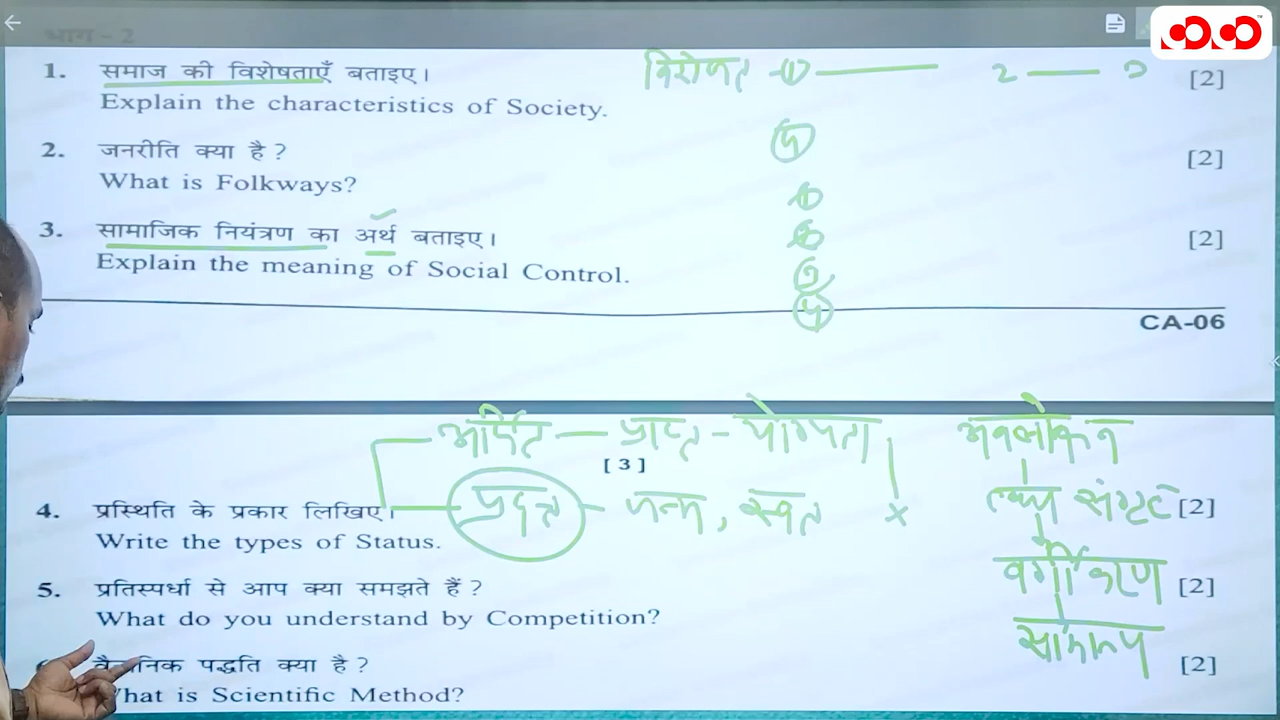 भाग - 2
1. समाज की विशेषताएँ बताइए। [2]
Explain the characteristics of Society.
2. जनरीति क्या है ? [2]
What is Folkways?
3. सामाजिक नियंत्रण का अर्थ बताइए। [2]
Explain the meaning of Social Control.
CA-06
अर्जित — प्राप्त - योग्यता
अवलोकन
[ 3 ]
4. प्रस्थिति के प्रकार लिखिए। [2]
प्रदत्त - जन्म, स्वत
तथ्य संग्रह
Write the types of Status.
वर्गीकरण
5. प्रतिस्पर्धा से आप क्या समझते हैं ? [2]
What do you understand by Competition?
सामान्य
पद्धति क्या है ? [2]
What is Scientific Method?